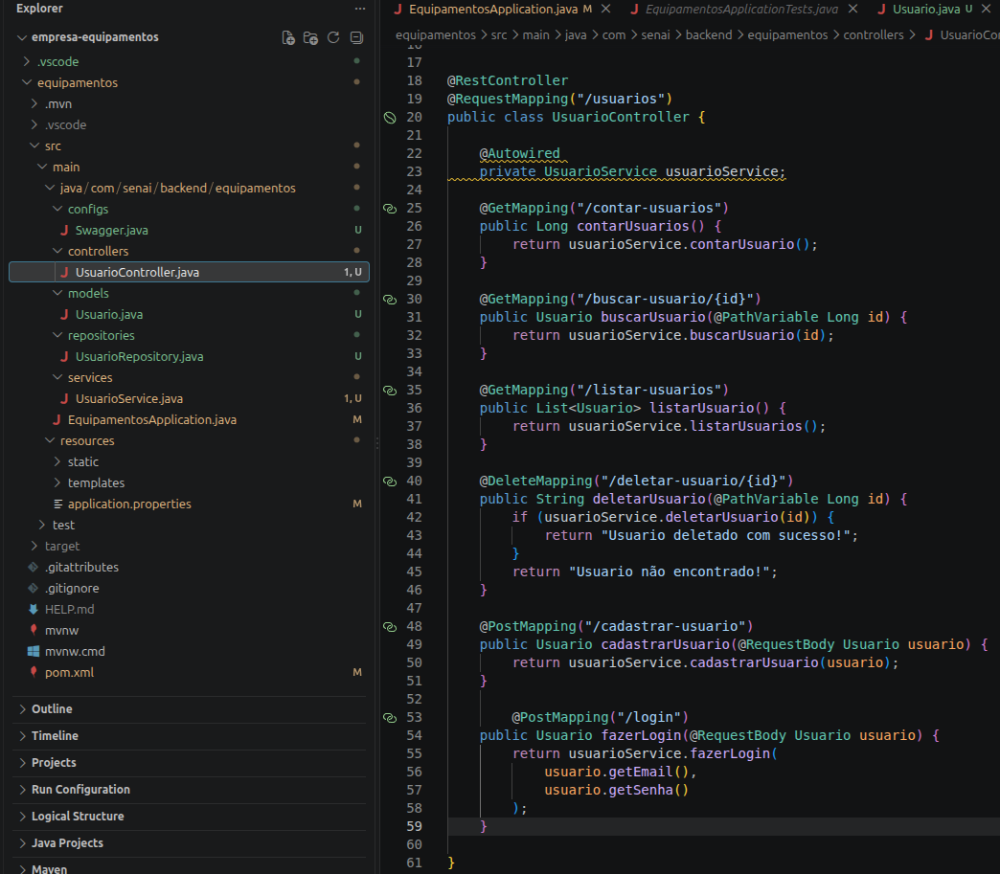 Explorer
empresa-equipamentos
.vscode
equipamentos
.mvn
.vscode
src
main
java / com / senai / backend / equipamentos
configs
Swagger.java U
controllers
UsuarioController.java 1, U
models
Usuario.java U
repositories
UsuarioRepository.java U
services
UsuarioService.java 1, U
EquipamentosApplication.java M
resources
static
templates
application.properties M
test
target
.gitattributes
.gitignore
HELP.md
mvnw
mvnw.cmd
pom.xml M
Outline
Timeline
Projects
Run Configuration
Logical Structure
Java Projects
Maven
EquipamentosApplication.java M
EquipamentosApplicationTests.java
Usuario.java U
equipamentos > src > main > java > com > senai > backend > equipamentos > controllers > UsuarioCo
16
17
18 @RestController
19 @RequestMapping("/usuarios")
20 public class UsuarioController {
21
22 @Autowired
23 private UsuarioService usuarioService;
24
25 @GetMapping("/contar-usuarios")
26 public Long contarUsuarios() {
27 return usuarioService.contarUsuario();
28 }
29
30 @GetMapping("/buscar-usuario/{id}")
31 public Usuario buscarUsuario(@PathVariable Long id) {
32 return usuarioService.buscarUsuario(id);
33 }
34
35 @GetMapping("/listar-usuarios")
36 public List<Usuario> listarUsuario() {
37 return usuarioService.listarUsuarios();
38 }
39
40 @DeleteMapping("/deletar-usuario/{id}")
41 public String deletarUsuario(@PathVariable Long id) {
42 if (usuarioService.deletarUsuario(id)) {
43 return "Usuario deletado com sucesso!";
44 }
45 return "Usuario não encontrado!";
46 }
47
48 @PostMapping("/cadastrar-usuario")
49 public Usuario cadastrarUsuario(@RequestBody Usuario usuario) {
50 return usuarioService.cadastrarUsuario(usuario);
51 }
52
53 @PostMapping("/login")
54 public Usuario fazerLogin(@RequestBody Usuario usuario) {
55 return usuarioService.fazerLogin(
56 usuario.getEmail(),
57 usuario.getSenha()
58 );
59 }
60
61 }